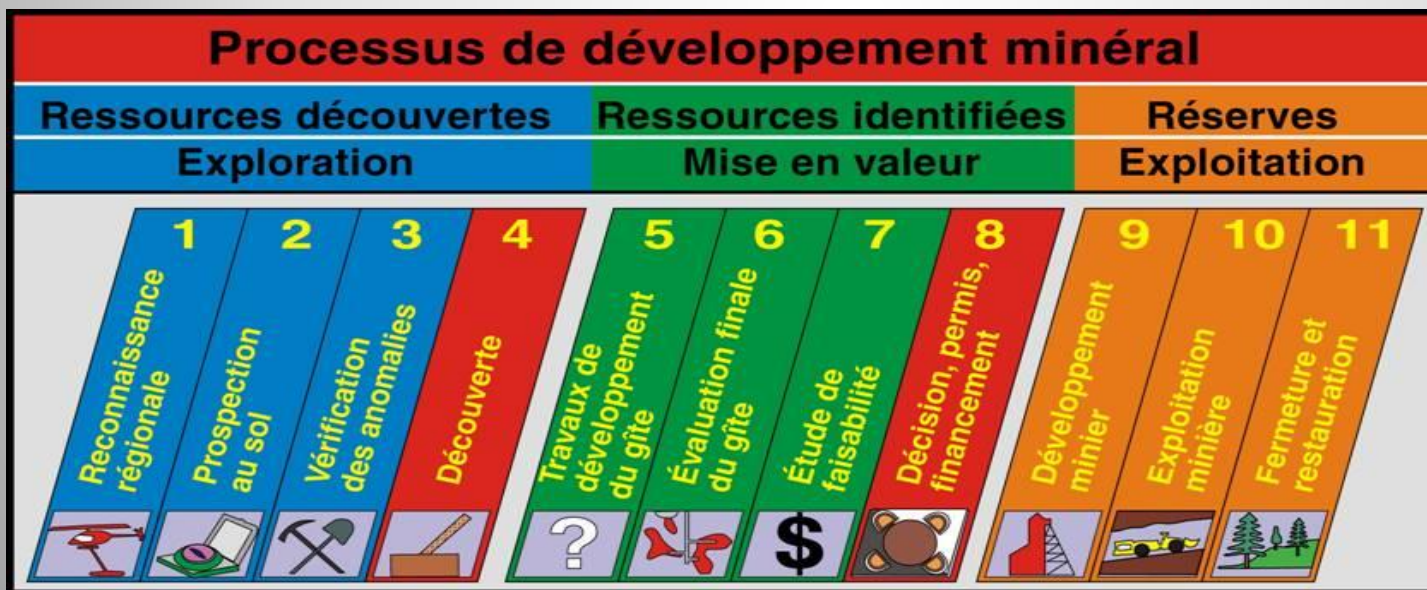 Processus de développement minéral
Ressources découvertes
Ressources identifiées
Réserves
Exploration
Mise en valeur
Exploitation
1
Reconnaissance
régionale
2
Prospection
au sol
3
Vérification
des anomalies
4
Découverte
5
Travaux de
développement
du gîte
6
Évaluation finale
du gîte
7
Étude de
faisabilité
8
Décision, permis,
financement
9
Développement
minier
10
Exploitation
minière
11
Fermeture et
restauration
?
$